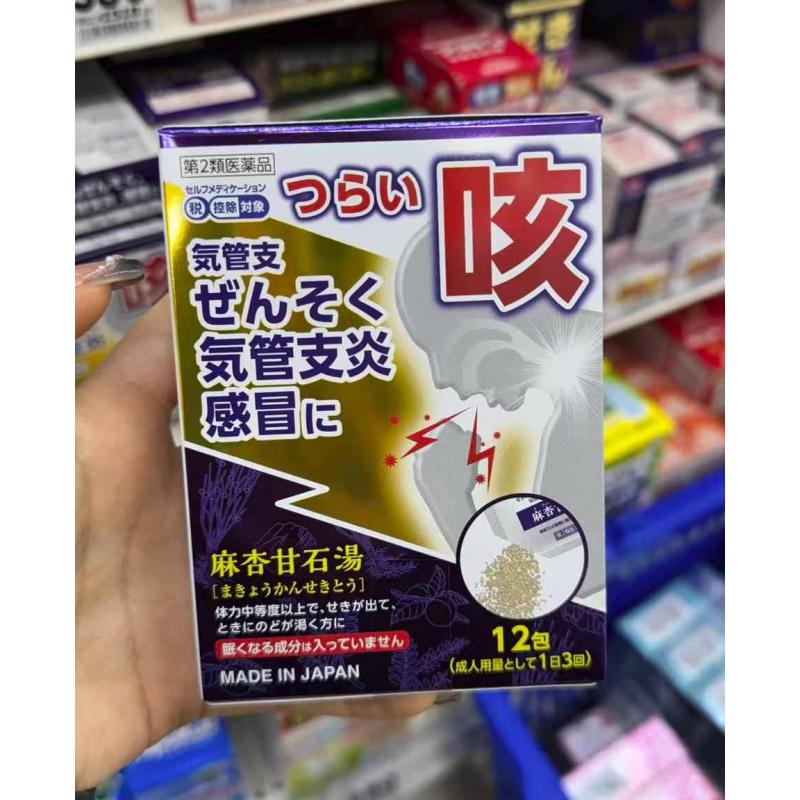 第2類医薬品
セルフメディケーション
税 控除 対象
つらい 咳
気管支
ぜんそく
気管支炎
感冒に
麻杏甘石湯
[まきょうかんせきとう]
体力中等度以上で、せきが出て、
ときにのどが渇く方に
眠くなる成分は入っていません
MADE IN JAPAN
12包
(成人用量として1日3回)